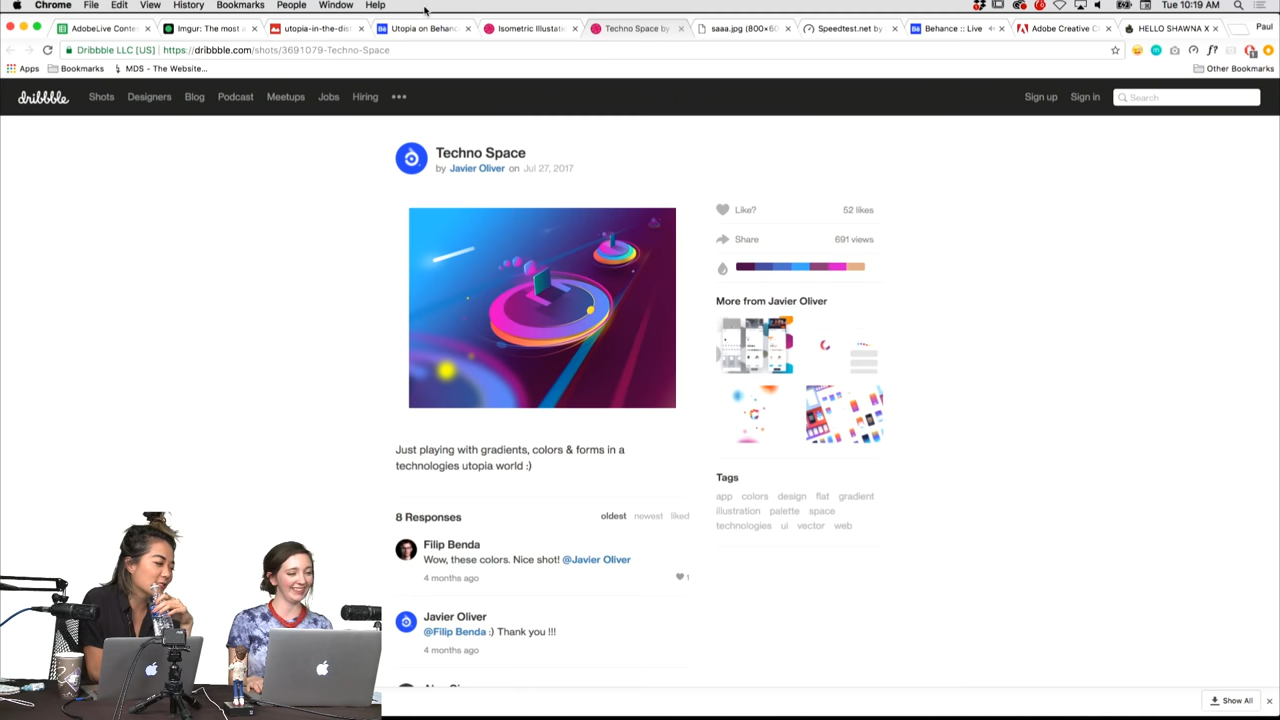 Chrome File Edit View History Bookmarks People Window Help
Tue 10:19 AM
AdobeLive Conten
Imgur: The most a
utopia-in-the-dis
Utopia on Behanc
Isometric Illustati
Techno Space by
saaa.jpg (800×60
Speedtest.net by
Behance :: Live
Adobe Creative C
HELLO SHAWNA X
Paul
Dribbble LLC [US] https://dribbble.com/shots/3691079-Techno-Space
Apps Bookmarks MDS - The Website... Other Bookmarks
dribbble Shots Designers Blog Podcast Meetups Jobs Hiring ••• Sign up Sign in Search
Techno Space
by Javier Oliver on Jul 27, 2017
Like? 52 likes
Share 691 views
More from Javier Oliver
Just playing with gradients, colors & forms in a
technologies utopia world :)
Tags
app colors design flat gradient
illustration palette space
technologies ui vector web
8 Responses oldest newest liked
Filip Benda
Wow, these colors. Nice shot! @Javier Oliver
4 months ago 1
Javier Oliver
@Filip Benda :) Thank you !!!
4 months ago
Show All